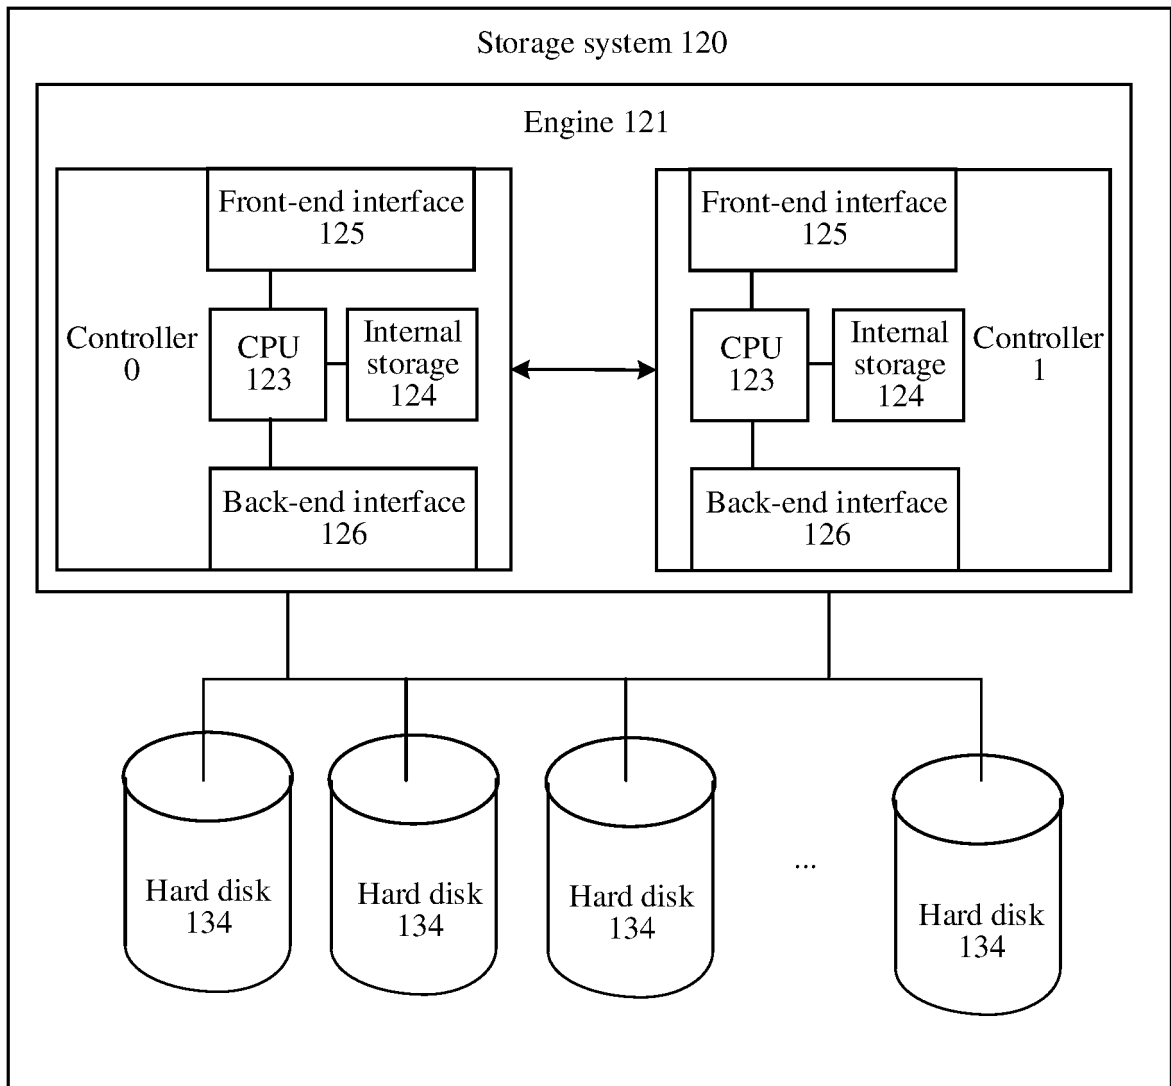 Storage system 120
Engine 121
Front-end interface
125
Controller
0
CPU
123
Internal
storage
124
Back-end interface
126
Front-end interface
125
CPU
123
Internal
storage
124
Controller
1
Back-end interface
126
Hard disk
134
Hard disk
134
Hard disk
134
...
Hard disk
134